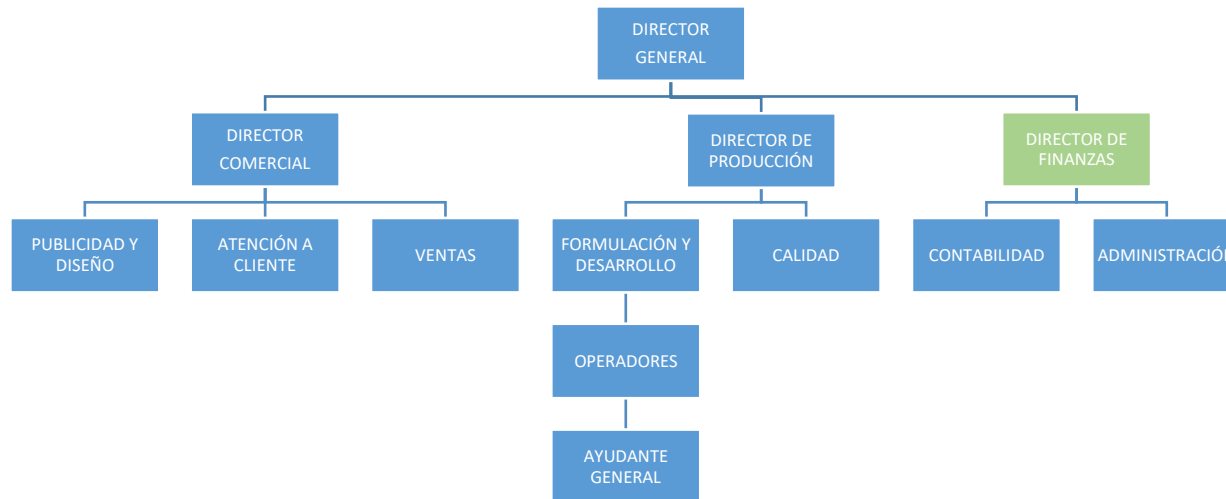 DIRECTOR
GENERAL
DIRECTOR
COMERCIAL
DIRECTOR DE
PRODUCCIÓN
DIRECTOR DE
FINANZAS
PUBLICIDAD Y
DISEÑO
ATENCIÓN A
CLIENTE
VENTAS
FORMULACIÓN Y
DESARROLLO
CALIDAD
CONTABILIDAD
ADMINISTRACIÓN
OPERADORES
AYUDANTE
GENERAL